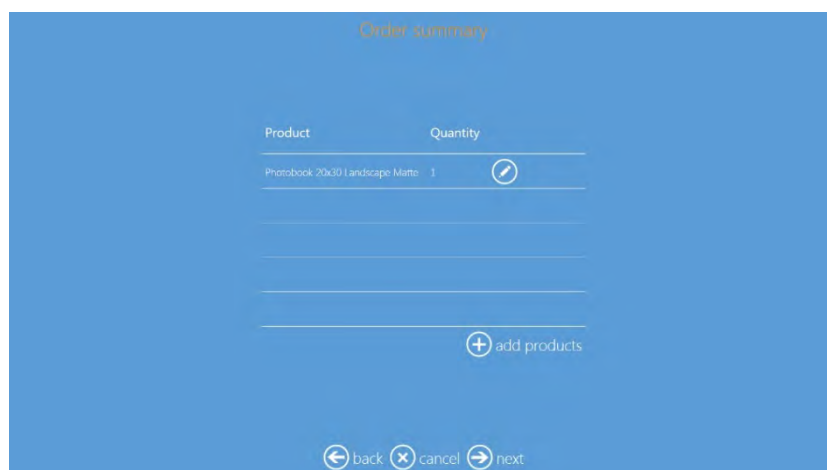 Order summary
Product Quantity
Photobook 20x30 Landscape Matte 1
add products
back cancel next